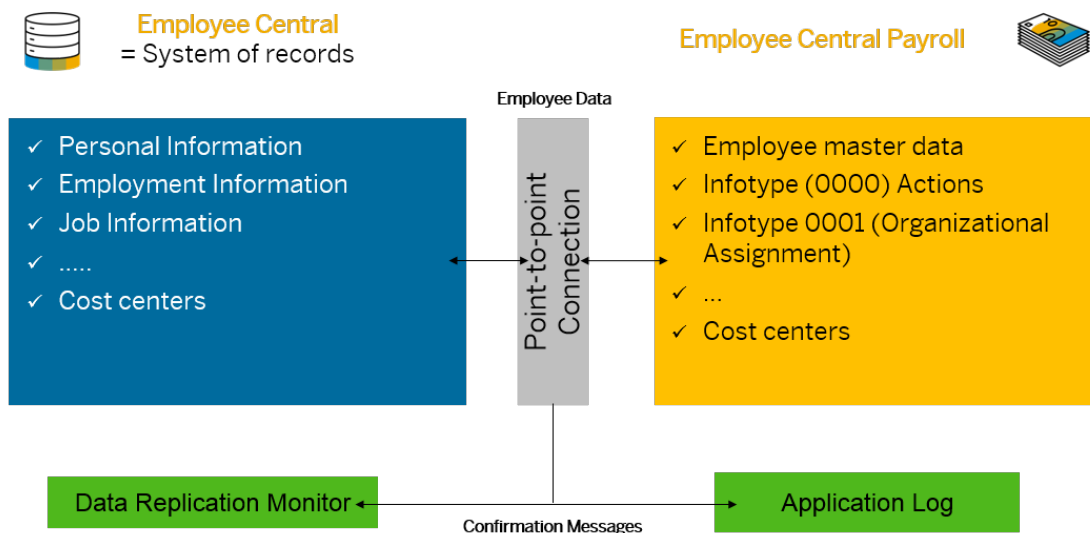 Employee Central
= System of records
Employee Central Payroll
Employee Data
✓ Personal Information
✓ Employment Information
✓ Job Information
✓ .....
✓ Cost centers
Point-to-point
Connection
✓ Employee master data
✓ Infotype (0000) Actions
✓ Infotype 0001 (Organizational
Assignment)
✓ ...
✓ Cost centers
Data Replication Monitor
Application Log
Confirmation Messages